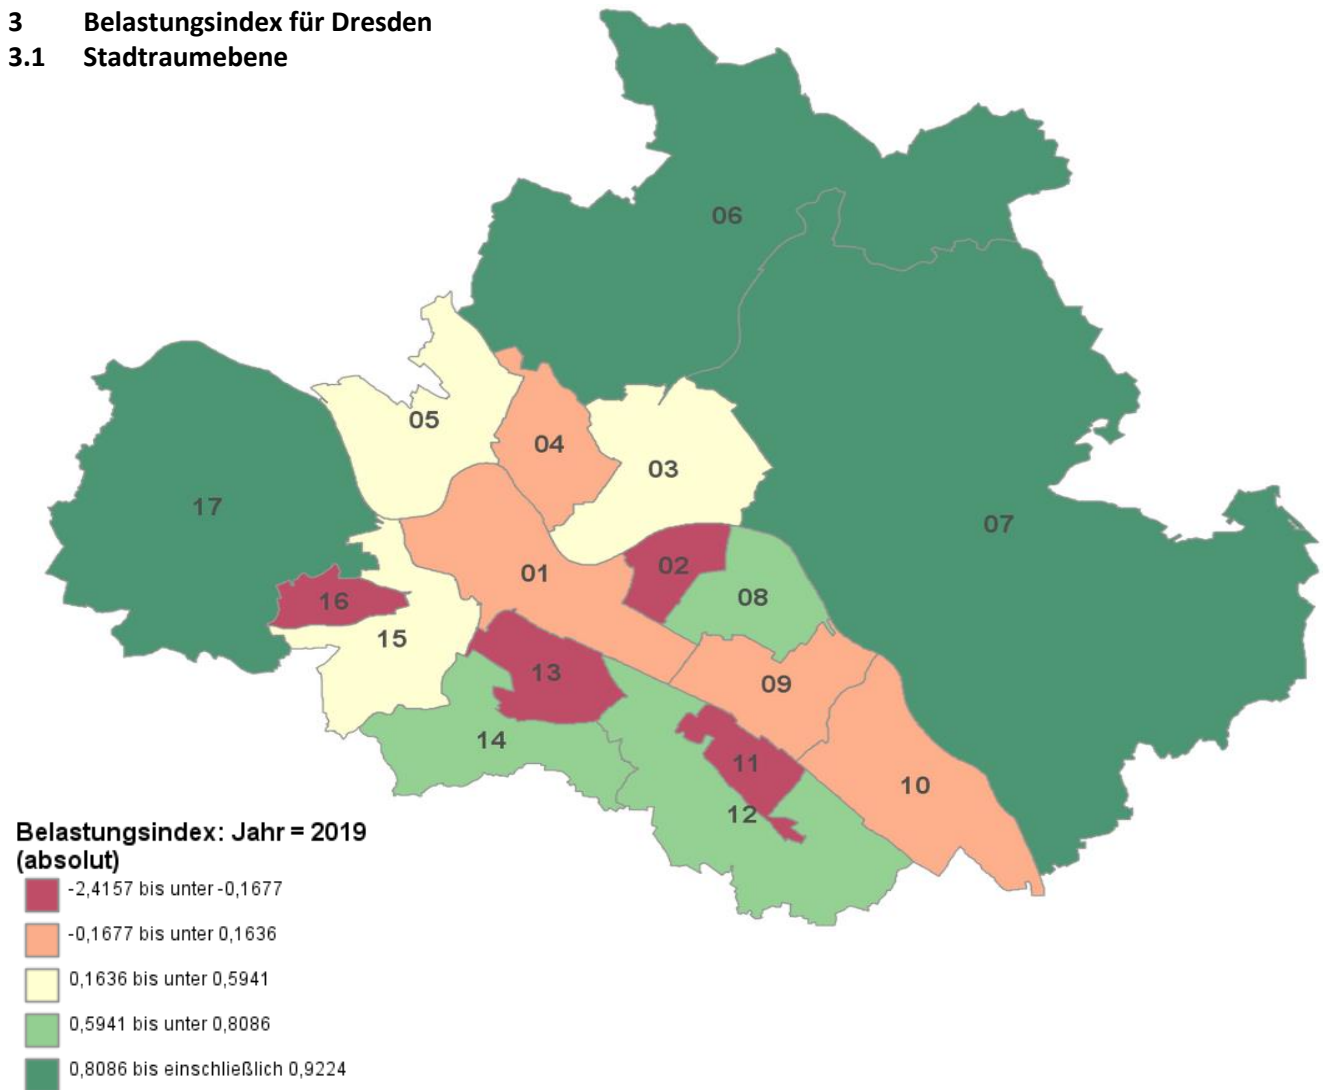 3 Belastungsindex für Dresden
3.1 Stadtraumebene
06
05
04
03
17
07
01
02
08
16
15
13
09
14
11
10
12
Belastungsindex: Jahr = 2019
(absolut)
-2,4157 bis unter -0,1677
-0,1677 bis unter 0,1636
0,1636 bis unter 0,5941
0,5941 bis unter 0,8086
0,8086 bis einschließlich 0,9224